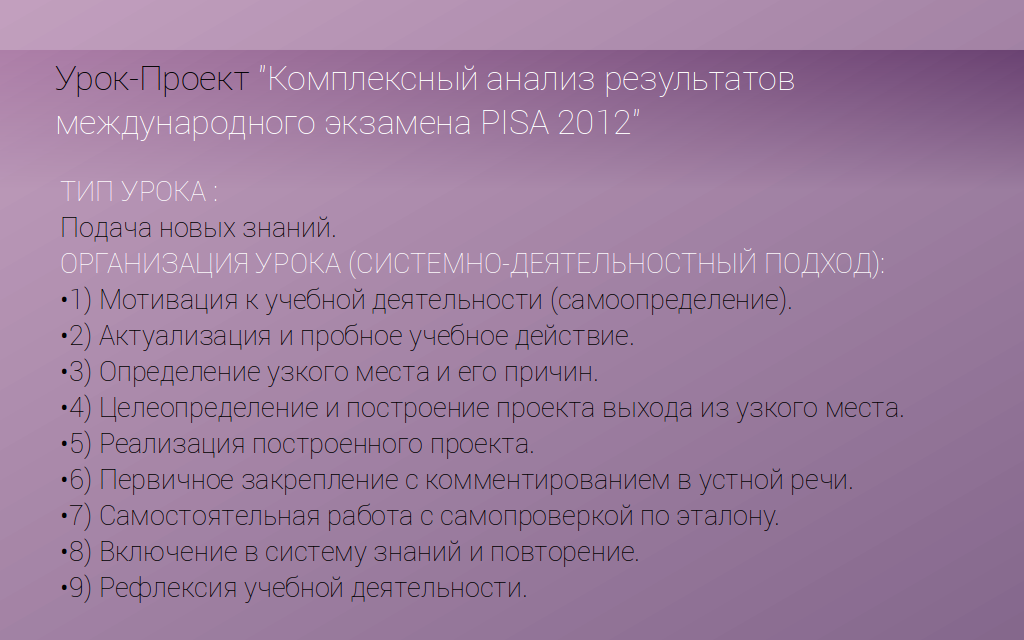 Урок-Проект "Комплексный анализ результатов
международного экзамена PISA 2012"
ТИП УРОКА :
Подача новых знаний.
ОРГАНИЗАЦИЯ УРОКА (СИСТЕМНО-ДЕЯТЕЛЬНОСТНЫЙ ПОДХОД):
•1) Мотивация к учебной деятельности (самоопределение).
•2) Актуализация и пробное учебное действие.
•3) Определение узкого места и его причин.
•4) Целеопределение и построение проекта выхода из узкого места.
•5) Реализация построенного проекта.
•6) Первичное закрепление с комментированием в устной речи.
•7) Самостоятельная работа с самопроверкой по эталону.
•8) Включение в систему знаний и повторение.
•9) Рефлексия учебной деятельности.